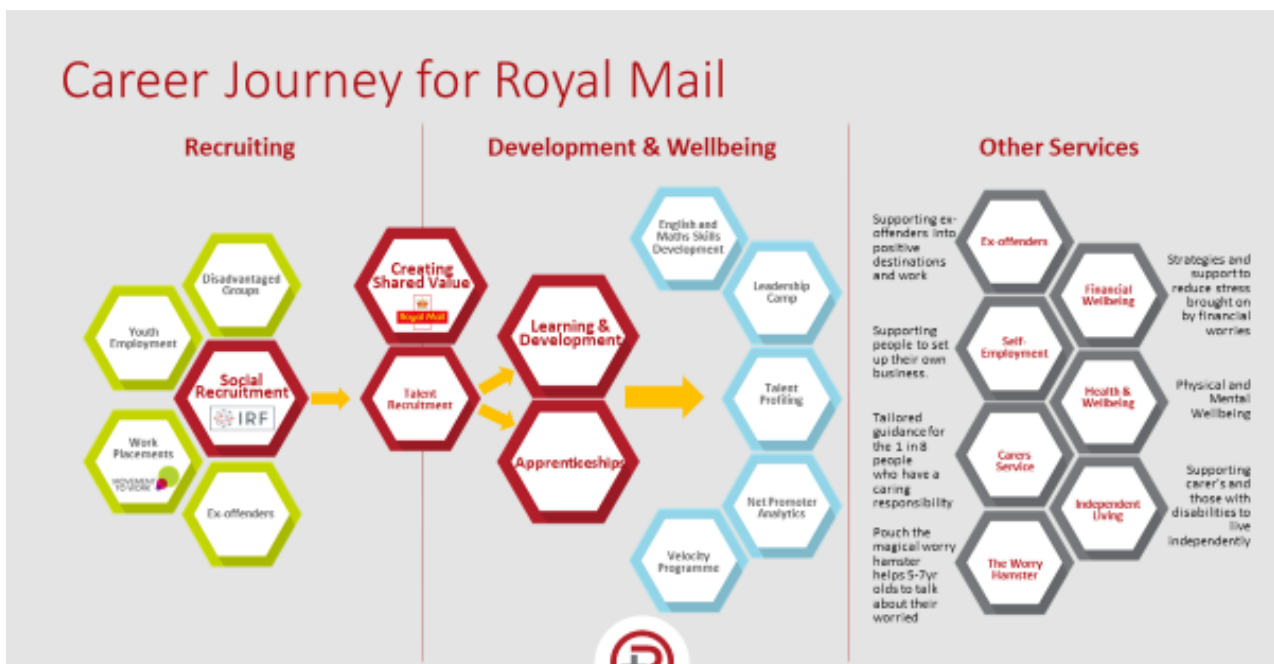 Career Journey for Royal Mail
Recruiting
Disadvantaged
Groups
Youth
Employment
Social
Recruitment
IRF
Work
Placements
MOVEMENT
TO WORK
Ex-offenders
Development & Wellbeing
Creating
Shared Value
Royal Mail
Talent
Recruitment
Learning &
Development
Apprenticeships
English and
Maths Skills
Development
Leadership
Camp
Talent
Profiling
Net Promoter
Analytics
Velocity
Programme
Other Services
Supporting ex-
offenders into
positive
destinations
and work
Ex-offenders
Financial
Wellbeing
Strategies and
support to
reduce stress
brought on
by financial
worries
Supporting
people to set
up their own
business.
Self-
Employment
Health &
Wellbeing
Physical and
Mental
Wellbeing
Tailored
guidance for
the 1 in 8
people
who have a
caring
responsibility
Carers
Service
Independent
Living
Supporting
carer's and
those with
disabilities to
live
independently
Pouch the
magical worry
hamster
helps 5-7yr
olds to talk
about their
worried
The Worry
Hamster